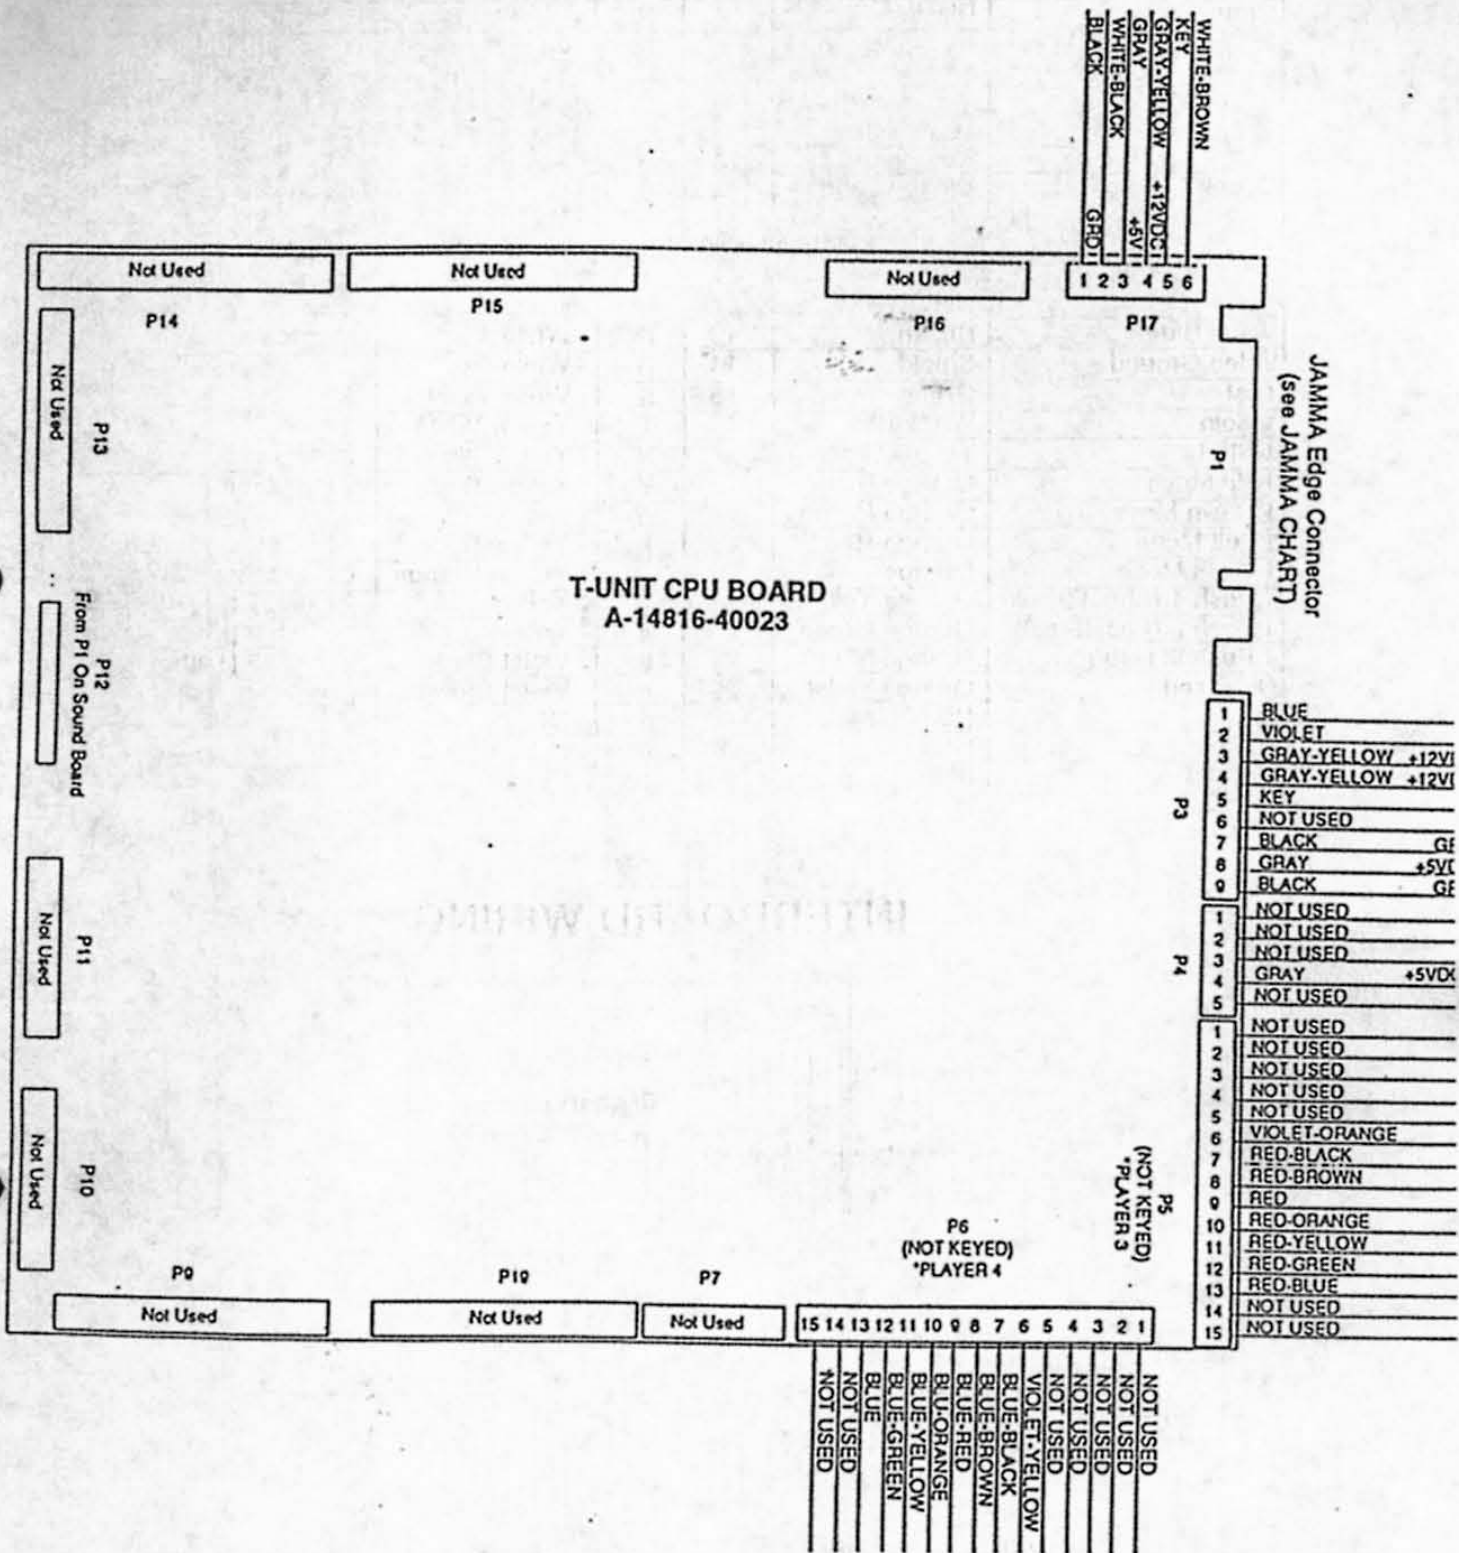 WHITE-BROWN
KEY
GRAY-YELLOW +12VDC
GRAY +5V
WHITE-BLACK
BLACK GRD
1 2 3 4 5 6
P17
Not Used
P14
Not Used
P15
Not Used
P16
JAMMA Edge Connector
(see JAMMA CHART)
P1
Not Used
P13
T-UNIT CPU BOARD
A-14816-40023
P12
From P1 On Sound Board
Not Used
P11
Not Used
P10
P3
1 BLUE
2 VIOLET
3 GRAY-YELLOW +12V
4 GRAY-YELLOW +12V
5 KEY
6 NOT USED
7 BLACK G
8 GRAY +5V
9 BLACK G
P4
1 NOT USED
2 NOT USED
3 NOT USED
4 GRAY +5VD
5 NOT USED
P5
(NOT KEYED)
*PLAYER 3
1 NOT USED
2 NOT USED
3 NOT USED
4 NOT USED
5 NOT USED
6 VIOLET-ORANGE
7 RED-BLACK
8 RED-BROWN
9 RED
10 RED-ORANGE
11 RED-YELLOW
12 RED-GREEN
13 RED-BLUE
14 NOT USED
15 NOT USED
P9
Not Used
P19
Not Used
P7
Not Used
P6
(NOT KEYED)
*PLAYER 4
15 14 13 12 11 10 9 8 7 6 5 4 3 2 1
NOT USED
NOT USED
NOT USED
NOT USED
NOT USED
VIOLET-YELLOW
BLUE-BLACK
BLUE-BROWN
BLUE-RED
BLU-ORANGE
BLUE-YELLOW
BLUE-GREEN
BLUE
NOT USED
NOT USED